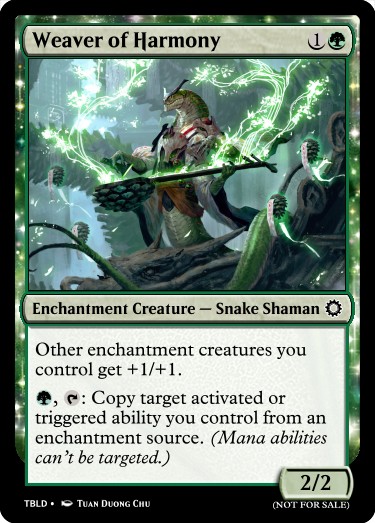 Weaver of Harmony 1
Enchantment Creature — Snake Shaman
Other enchantment creatures you
control get +1/+1.
, : Copy target activated or
triggered ability you control from an
enchantment source. (Mana abilities
can't be targeted.)
2/2
TBLD • Tuan Duong Chu
(NOT FOR SALE)